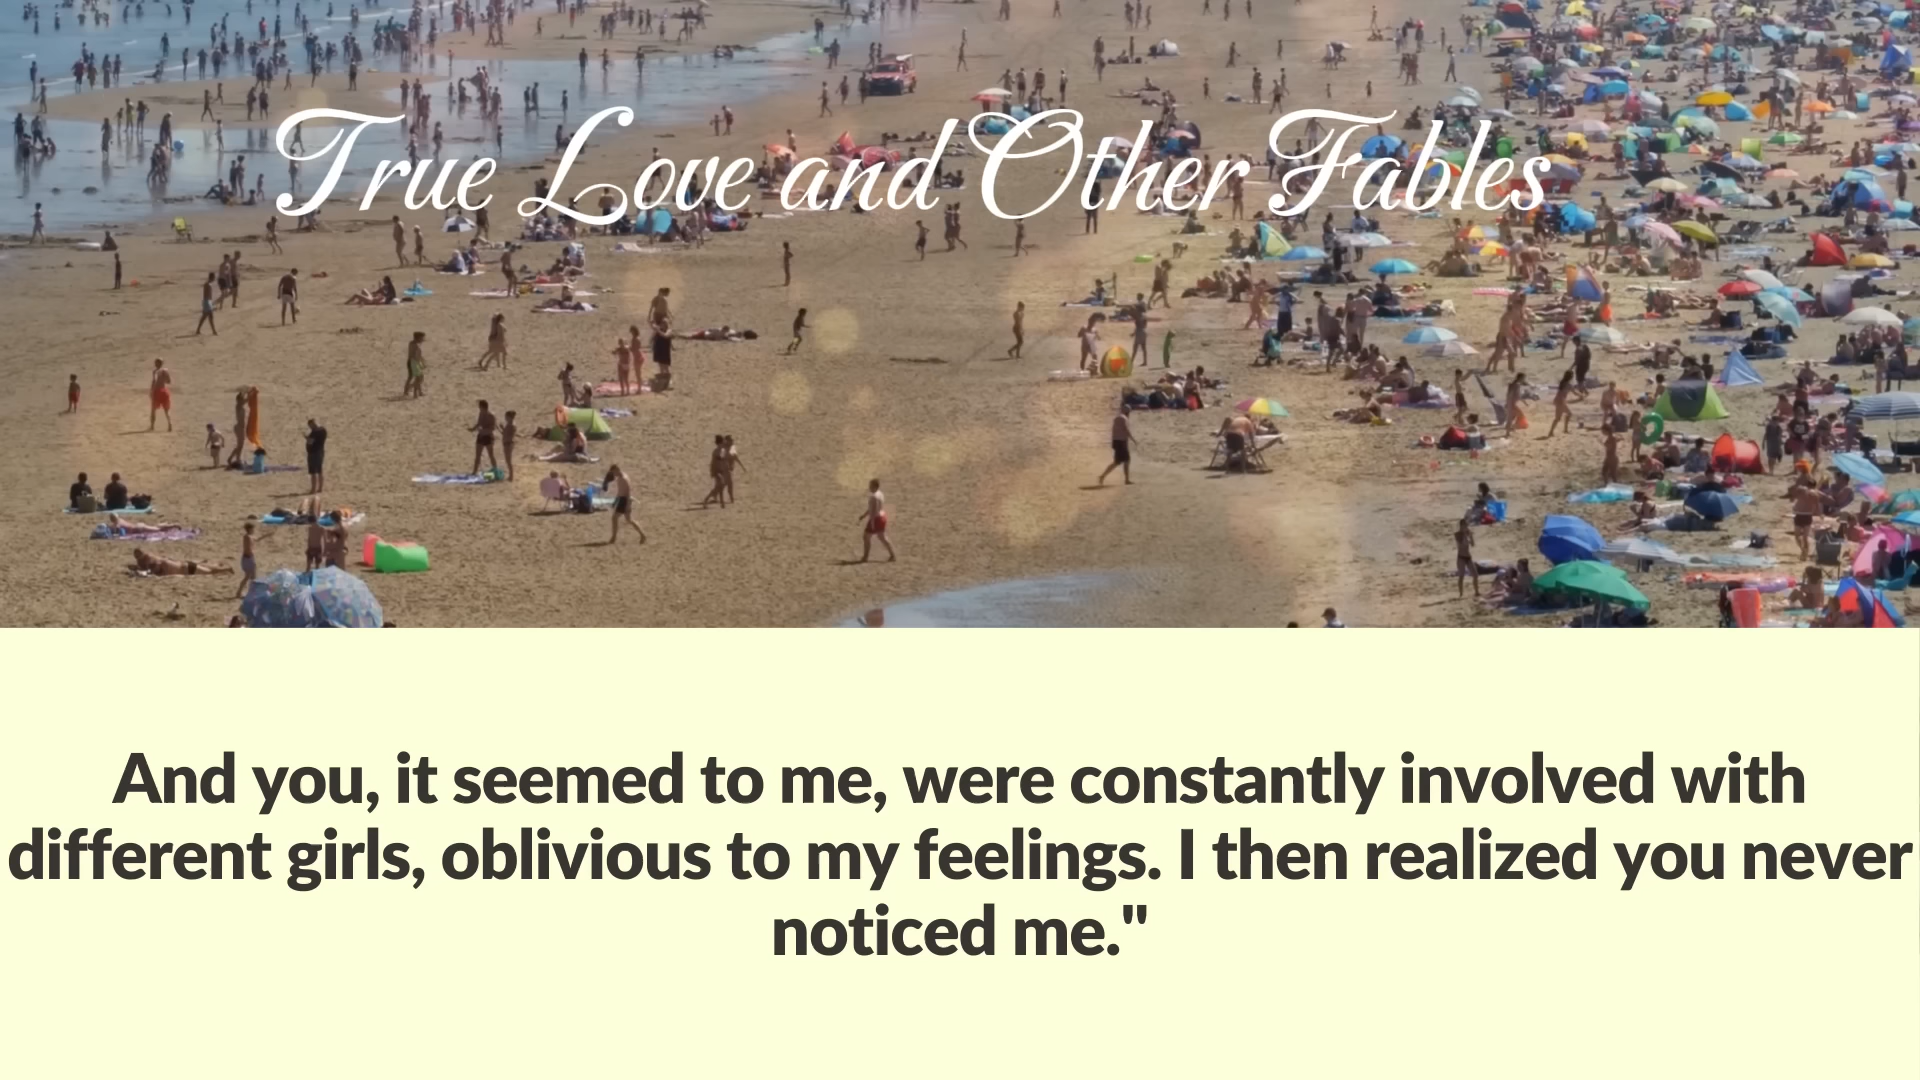 True Love and Other Fables
And you, it seemed to me, were constantly involved with
different girls, oblivious to my feelings. I then realized you never
noticed me."